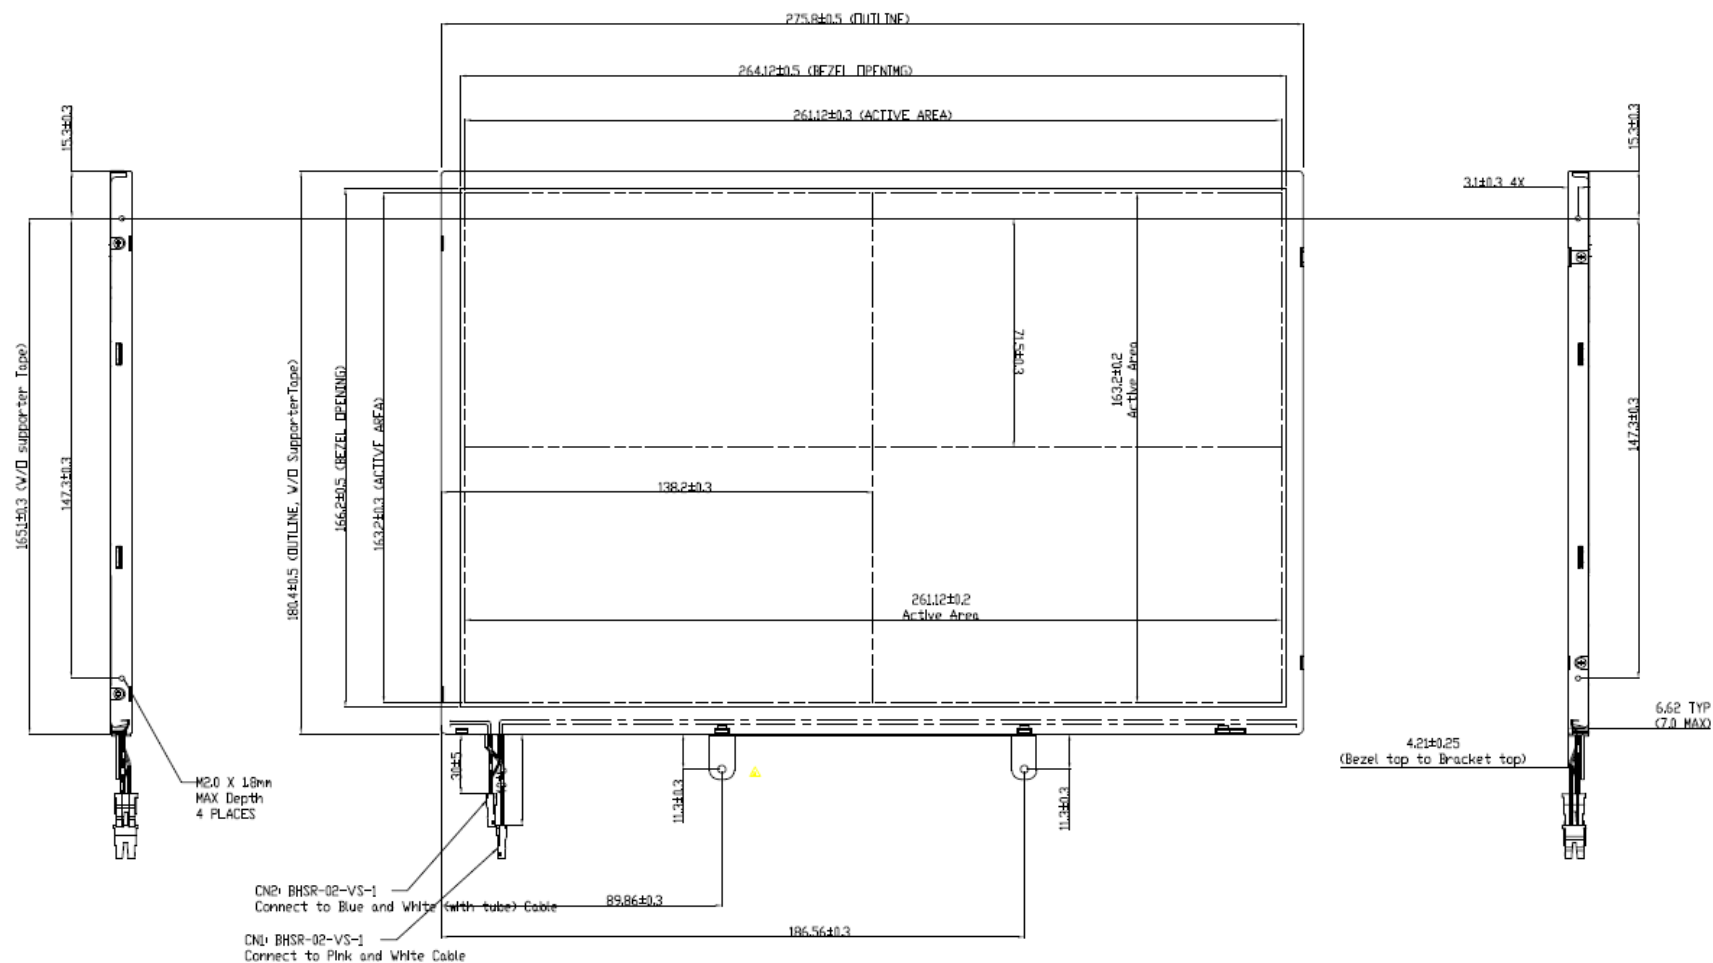 275.8±0.5 (OUTLINE)
264.12±0.5 (BEZEL OPENIMG)
261.12±0.3 (ACTIVE AREA)
15.3±0.3
15.3±0.3
3.1±0.3 4X
165.1±0.3 (W/O supporter Tape)
147.3±0.3
180.4±0.5 (OUTLINE, W/O SupporterTape)
166.2±0.5 (BEZEL OPENING)
163.2±0.3 (ACTIVE AREA)
71.5±0.3
163.2±0.2
Active Area
147.3±0.3
138.2±0.3
261.12±0.2
Active Area
6.62 TYP
(7.0 MAX)
4.21±0.25
(Bezel top to Bracket top)
M2.0 X 1.8mm
MAX Depth
4 PLACES
30±5
11.3±0.3
11.3±0.3
CN2: BHSR-02-VS-1
Connect to Blue and White (with tube) Cable
89.86±0.3
186.56±0.3
CN1: BHSR-02-VS-1
Connect to Pink and White Cable